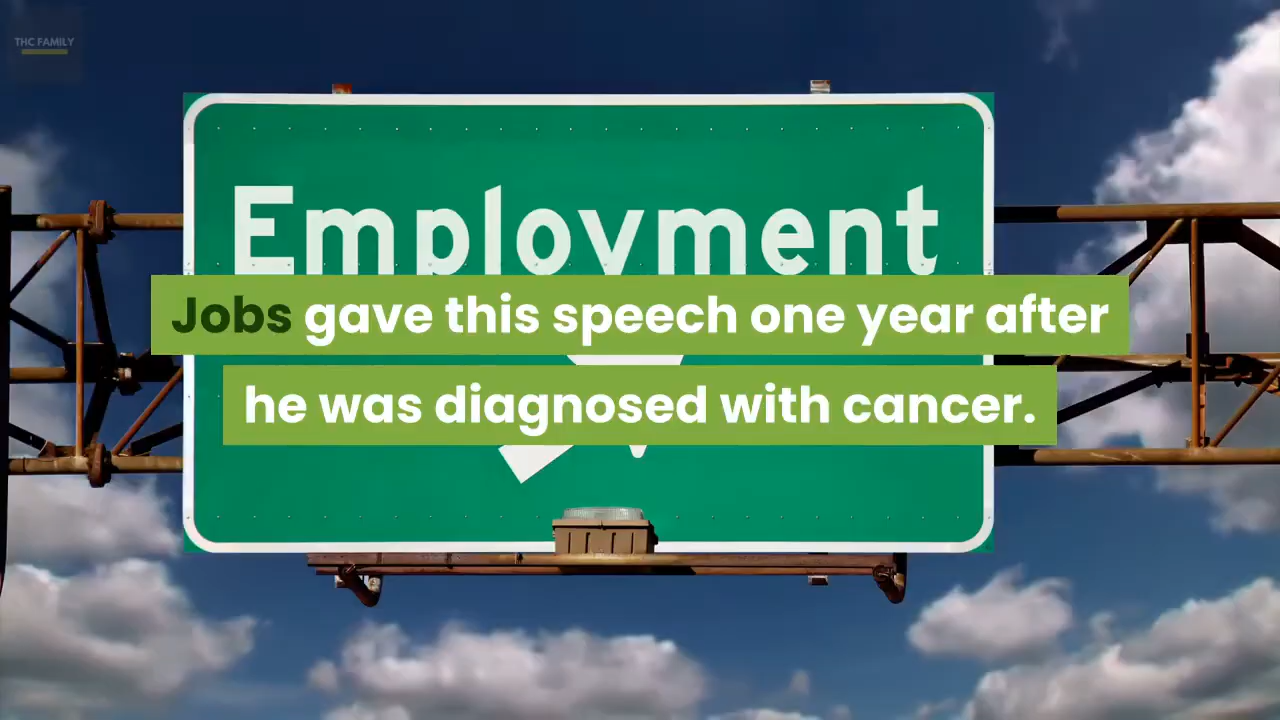 THC FAMILY
Employment
Jobs gave this speech one year after
he was diagnosed with cancer.